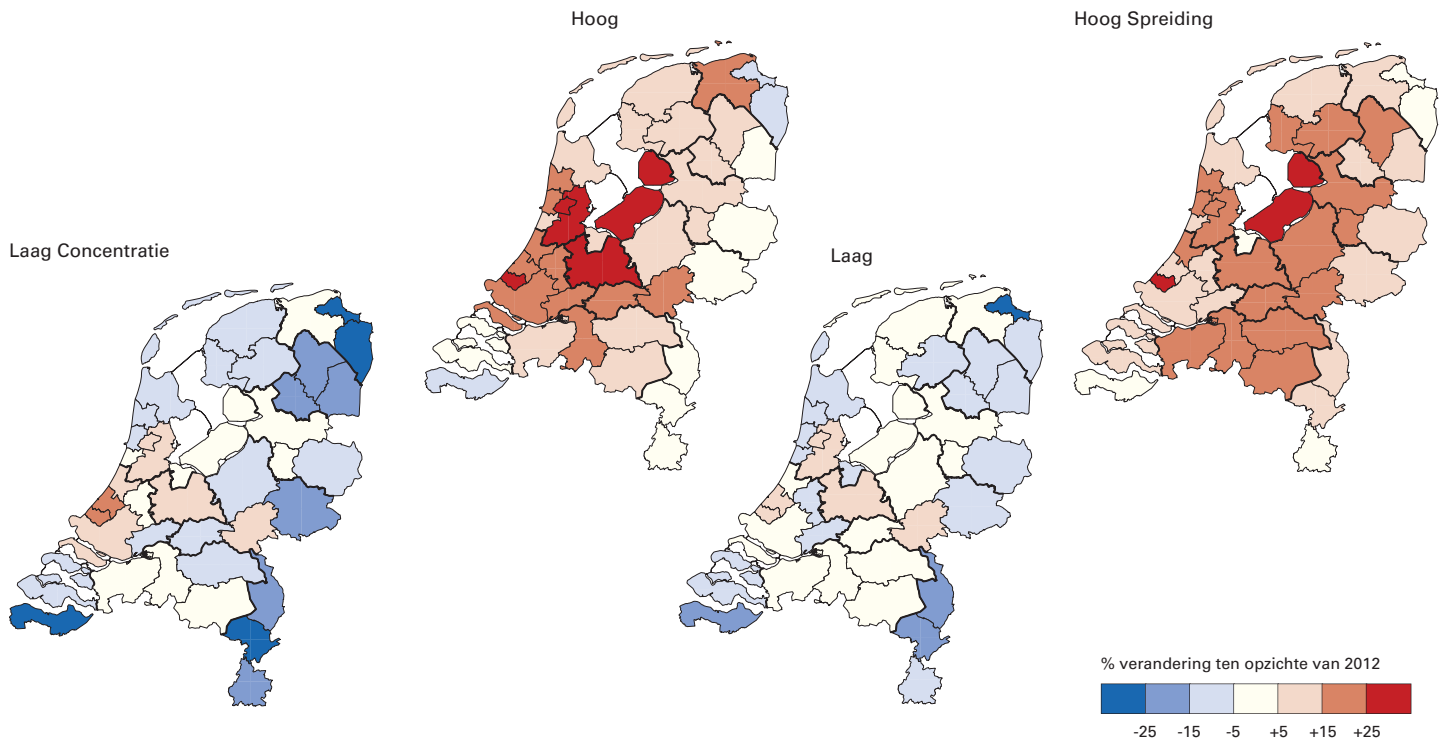 Hoog
Hoog Spreiding
Laag Concentratie
Laag
% verandering ten opzichte van 2012
-25 -15 -5 +5 +15 +25